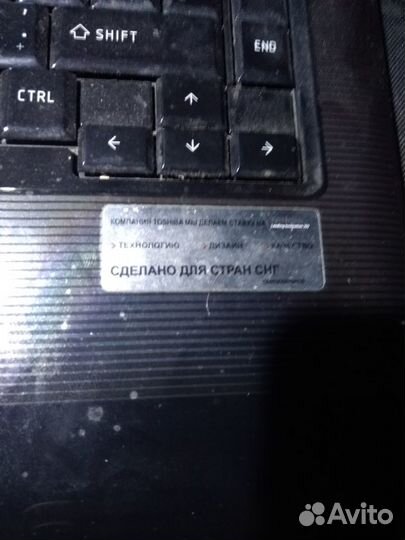 SHIFT
END
CTRL
КОМПАНИЯ TOSHIBA МЫ ДЕЛАЕМ СТАВКУ НА
> ТЕХНОЛОГИЮ > ДИЗАЙН > КАЧЕСТВО
СДЕЛАНО ДЛЯ СТРАН СНГ
Avito